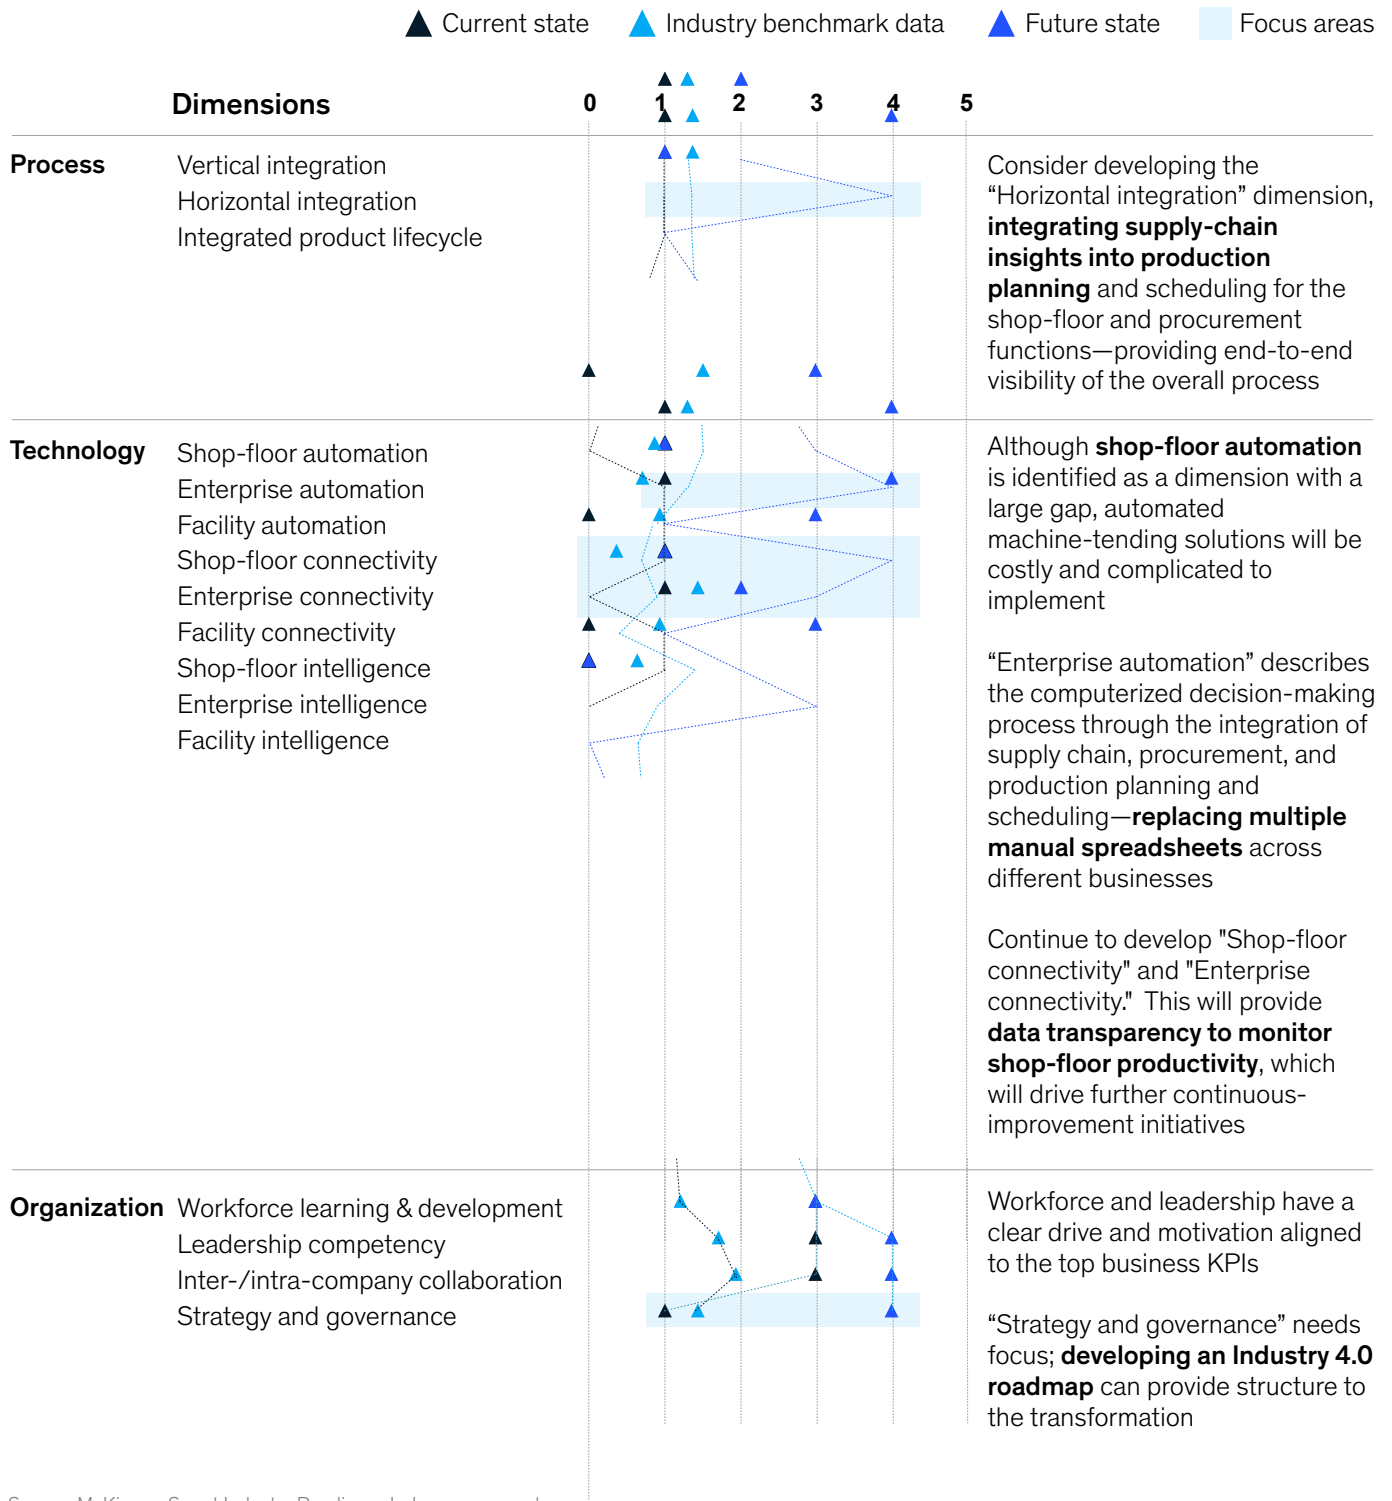 Current state
Industry benchmark data
Future state
Focus areas
Dimensions
0 1 2 3 4 5
Process
Vertical integration
Horizontal integration
Integrated product lifecycle
Consider developing the
“Horizontal integration” dimension,
integrating supply-chain
insights into production
planning and scheduling for the
shop-floor and procurement
functions—providing end-to-end
visibility of the overall process
Technology
Shop-floor automation
Enterprise automation
Facility automation
Shop-floor connectivity
Enterprise connectivity
Facility connectivity
Shop-floor intelligence
Enterprise intelligence
Facility intelligence
Although shop-floor automation
is identified as a dimension with a
large gap, automated
machine-tending solutions will be
costly and complicated to
implement
“Enterprise automation” describes
the computerized decision-making
process through the integration of
supply chain, procurement, and
production planning and
scheduling—replacing multiple
manual spreadsheets across
different businesses
Continue to develop "Shop-floor
connectivity" and "Enterprise
connectivity." This will provide
data transparency to monitor
shop-floor productivity, which
will drive further continuous-
improvement initiatives
Organization
Workforce learning & development
Leadership competency
Inter-/intra-company collaboration
Strategy and governance
Workforce and leadership have a
clear drive and motivation aligned
to the top business KPIs
“Strategy and governance” needs
focus; developing an Industry 4.0
roadmap can provide structure to
the transformation